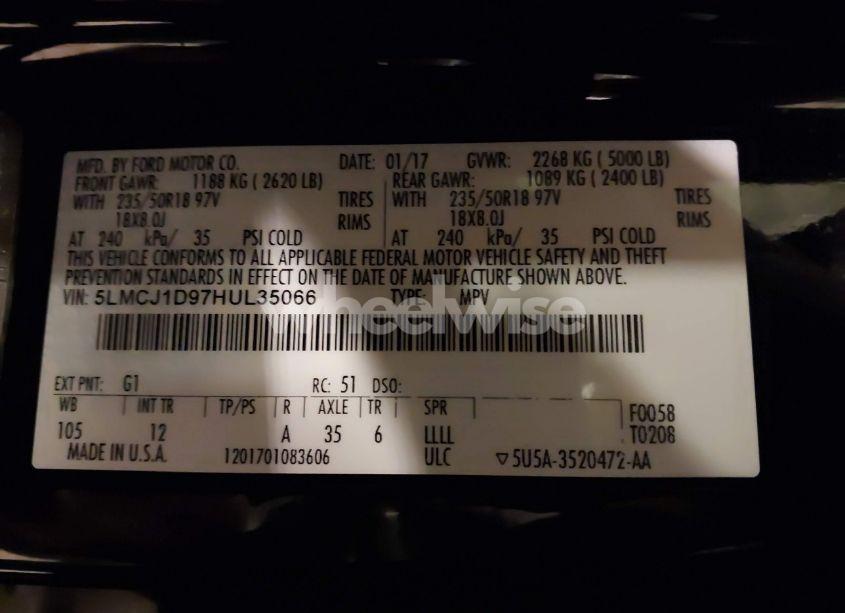 MFD. BY FORD MOTOR CO. DATE: 01/17 GVWR: 2268 KG ( 5000 LB)
FRONT GAWR: 1188 KG ( 2620 LB) REAR GAWR: 1089 KG ( 2400 LB)
WITH 235/50R18 97V TIRES WITH 235/50R18 97V TIRES
18X8.0J RIMS 18X8.0J RIMS
AT 240 kPa/ 35 PSI COLD AT 240 kPa/ 35 PSI COLD
THIS VEHICLE CONFORMS TO ALL APPLICABLE FEDERAL MOTOR VEHICLE SAFETY AND THEFT
PREVENTION STANDARDS IN EFFECT ON THE DATE OF MANUFACTURE SHOWN ABOVE.
VIN: 5LMCJ1D97HUL35066 TYPE: MPV
wheelwise
EXT PNT: G1 RC: 51 DSO:
WB INT TR TP/PS R AXLE TR SPR F0058
105 12 A 35 6 LLLL T0208
MADE IN U.S.A. 1201701083606 ULC ▽5U5A-3520472-AA